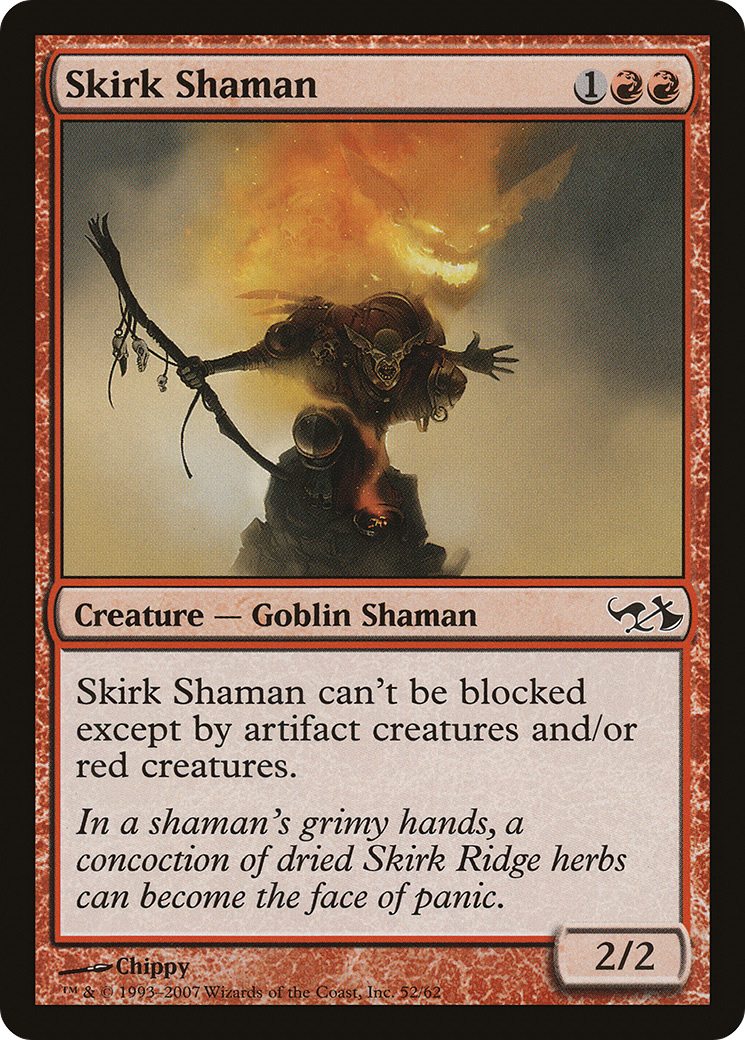 Skirk Shaman
1
Creature — Goblin Shaman
Skirk Shaman can't be blocked
except by artifact creatures and/or
red creatures.
In a shaman's grimy hands, a
concoction of dried Skirk Ridge herbs
can become the face of panic.
2/2
Chippy
™ & © 1993–2007 Wizards of the Coast, Inc. 52/62